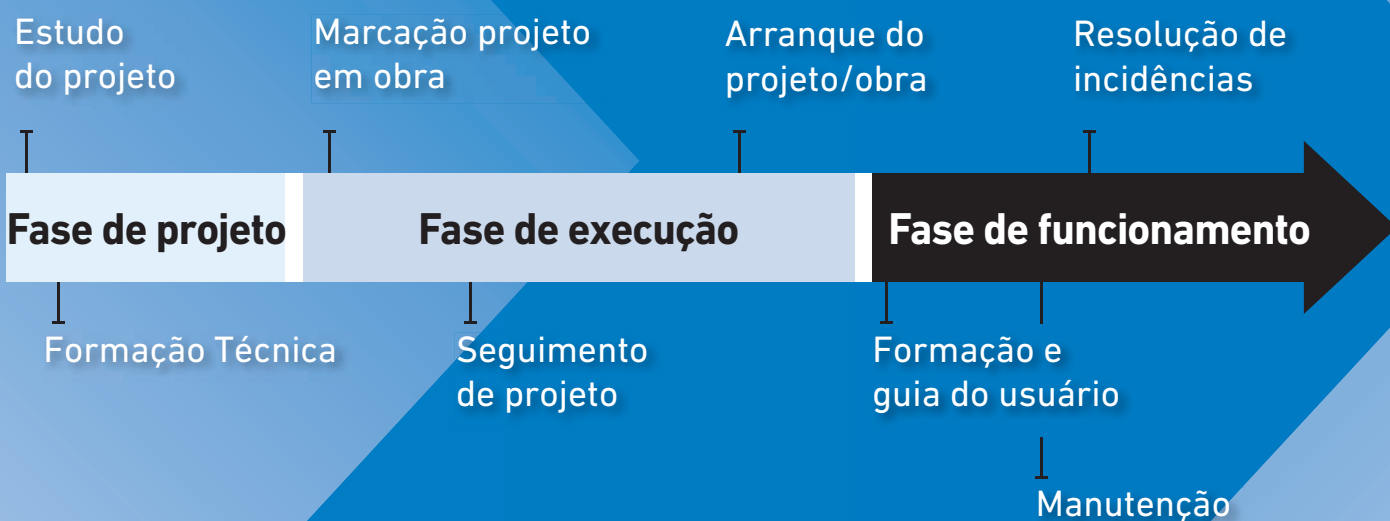 Estudo
do projeto
Marcação projeto
em obra
Arranque do
projeto/obra
Resolução de
incidências
Fase de projeto
Fase de execução
Fase de funcionamento
Formação Técnica
Seguimento
de projeto
Formação e
guia do usuário
Manutenção